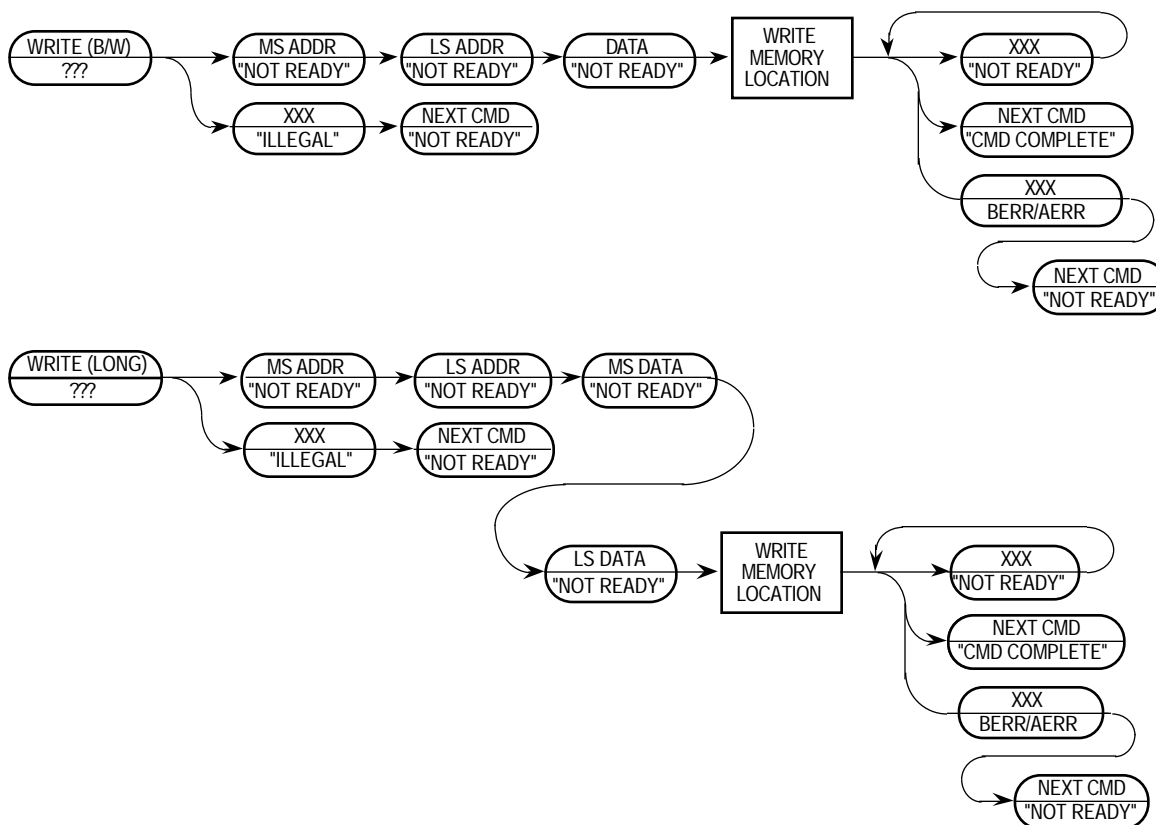 WRITE (B/W)
???
MS ADDR
"NOT READY"
LS ADDR
"NOT READY"
DATA
"NOT READY"
WRITE
MEMORY
LOCATION
XXX
"NOT READY"
XXX
"ILLEGAL"
NEXT CMD
"NOT READY"
NEXT CMD
"CMD COMPLETE"
XXX
BERR/AERR
NEXT CMD
"NOT READY"
WRITE (LONG)
???
MS ADDR
"NOT READY"
LS ADDR
"NOT READY"
MS DATA
"NOT READY"
XXX
"ILLEGAL"
NEXT CMD
"NOT READY"
LS DATA
"NOT READY"
WRITE
MEMORY
LOCATION
XXX
"NOT READY"
NEXT CMD
"CMD COMPLETE"
XXX
BERR/AERR
NEXT CMD
"NOT READY"